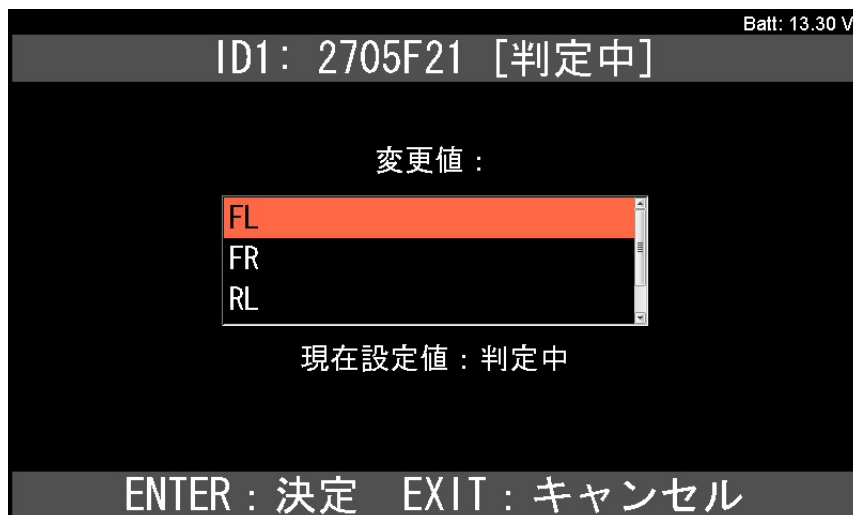 Batt: 13.30 V
ID1: 2705F21 [判定中]
変更値：
FL
FR
RL
現在設定値：判定中
ENTER：決定　EXIT：キャンセル